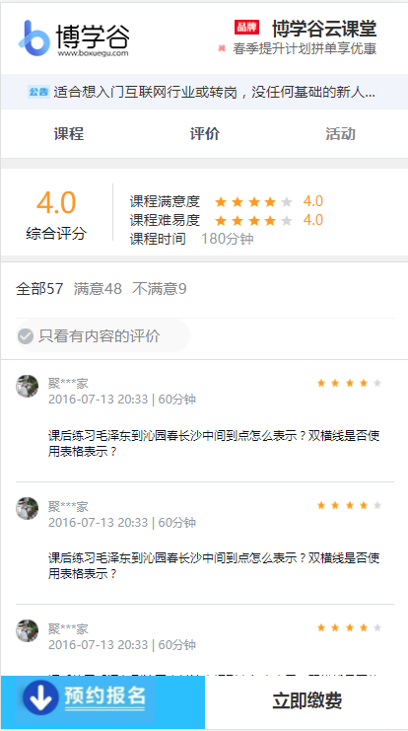 博学谷
www.boxuegu.com
品牌 博学谷云课堂
春季提升计划拼单享优惠
公告 适合想入门互联网行业或转岗，没任何基础的新人...
课程 评价 活动
4.0
综合评分
课程满意度 4.0
课程难易度 4.0
课程时间 180分钟
全部57 满意48 不满意9
只看有内容的评价
聚***家
2016-07-13 20:33 | 60分钟
课后练习毛泽东到沁园春长沙中间到点怎么表示？双横线是否使
用表格表示？
聚***家
2016-07-13 20:33 | 60分钟
课后练习毛泽东到沁园春长沙中间到点怎么表示？双横线是否使
用表格表示？
聚***家
2016-07-13 20:33 | 60分钟
预约报名
立即缴费